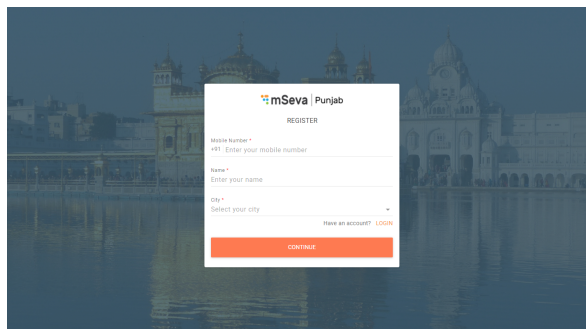 mSeva | Punjab
REGISTER
Mobile Number *
+91 Enter your mobile number
Name *
Enter your name
City *
Select your city
Have an account? LOGIN
CONTINUE